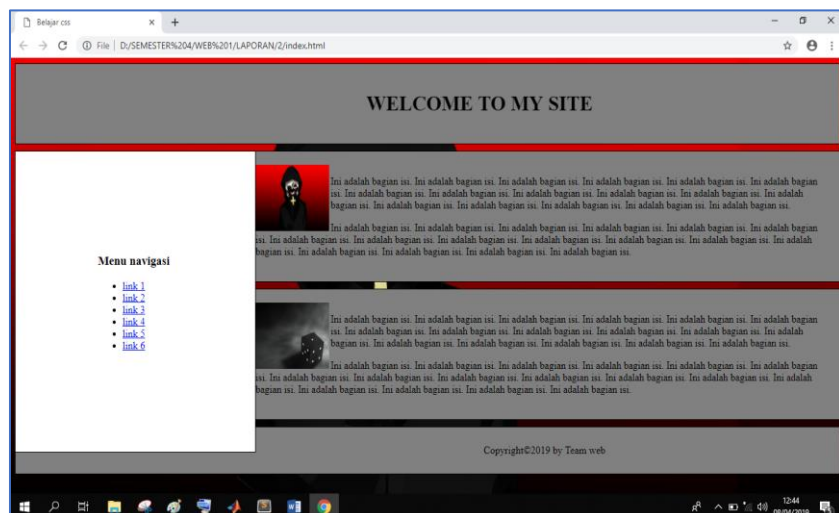 Belajar css
File | D:/SEMESTER%204/WEB%201/LAPORAN/2/index.html
WELCOME TO MY SITE
Menu navigasi
link 1
link 2
link 3
link 4
link 5
link 6
Ini adalah bagian isi. Ini adalah bagian isi. Ini adalah bagian isi. Ini adalah bagian isi. Ini adalah bagian isi. Ini adalah bagian
isi. Ini adalah bagian isi. Ini adalah bagian isi. Ini adalah bagian isi. Ini adalah bagian isi. Ini adalah bagian isi. Ini adalah
bagian isi. Ini adalah bagian isi. Ini adalah bagian isi. Ini adalah bagian isi. Ini adalah bagian isi. Ini adalah bagian isi.
Ini adalah bagian isi. Ini adalah bagian isi. Ini adalah bagian isi. Ini adalah bagian isi. Ini adalah bagian isi. Ini adalah bagian
isi. Ini adalah bagian isi. Ini adalah bagian isi. Ini adalah bagian isi. Ini adalah bagian isi. Ini adalah bagian isi. Ini adalah bagian isi. Ini adalah
bagian isi. Ini adalah bagian isi. Ini adalah bagian isi. Ini adalah bagian isi. Ini adalah bagian isi. Ini adalah bagian isi.
Ini adalah bagian isi. Ini adalah bagian isi. Ini adalah bagian isi. Ini adalah bagian isi. Ini adalah bagian isi. Ini adalah bagian
isi. Ini adalah bagian isi. Ini adalah bagian isi. Ini adalah bagian isi. Ini adalah bagian isi. Ini adalah bagian isi. Ini adalah
bagian isi. Ini adalah bagian isi. Ini adalah bagian isi. Ini adalah bagian isi. Ini adalah bagian isi. Ini adalah bagian isi.
Ini adalah bagian isi. Ini adalah bagian isi. Ini adalah bagian isi. Ini adalah bagian isi. Ini adalah bagian isi. Ini adalah bagian
isi. Ini adalah bagian isi. Ini adalah bagian isi. Ini adalah bagian isi. Ini adalah bagian isi. Ini adalah bagian isi. Ini adalah bagian isi. Ini adalah
bagian isi. Ini adalah bagian isi. Ini adalah bagian isi. Ini adalah bagian isi. Ini adalah bagian isi. Ini adalah bagian isi.
Copyright©2019 by Team web
12:44
08/04/2019